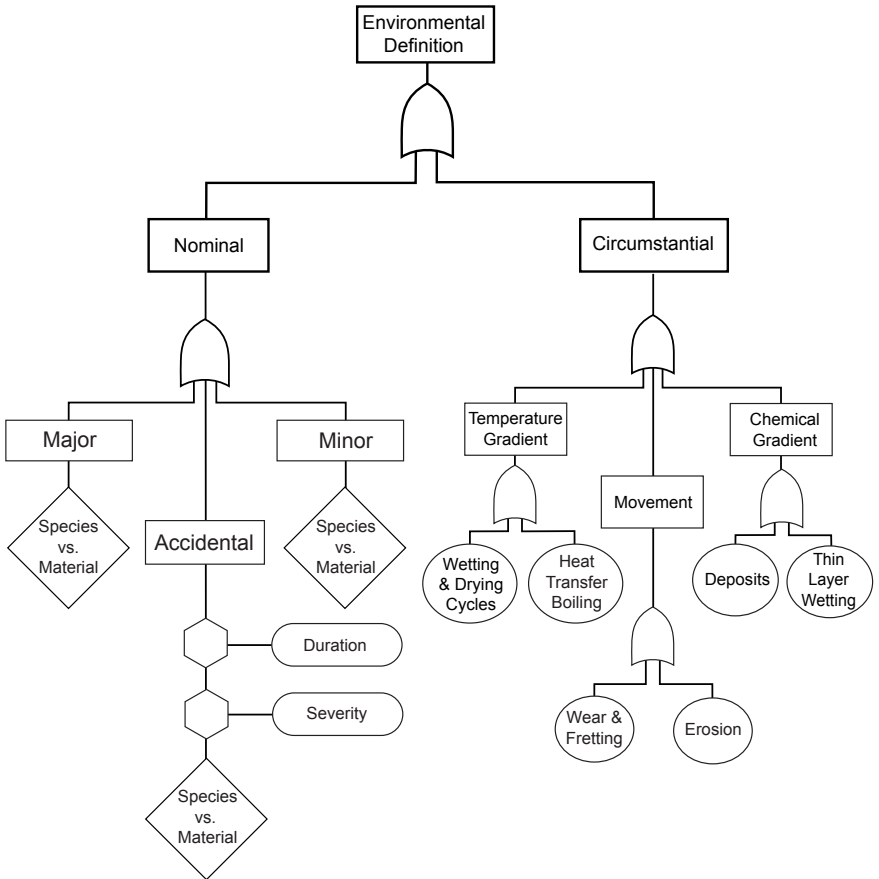 Environmental
Definition
Nominal
Circumstantial
Major
Minor
Temperature
Gradient
Chemical
Gradient
Species
vs.
Material
Accidental
Species
vs.
Material
Movement
Wetting
& Drying
Cycles
Heat
Transfer
Boiling
Deposits
Thin
Layer
Wetting
Duration
Severity
Wear &
Fretting
Erosion
Species
vs.
Material